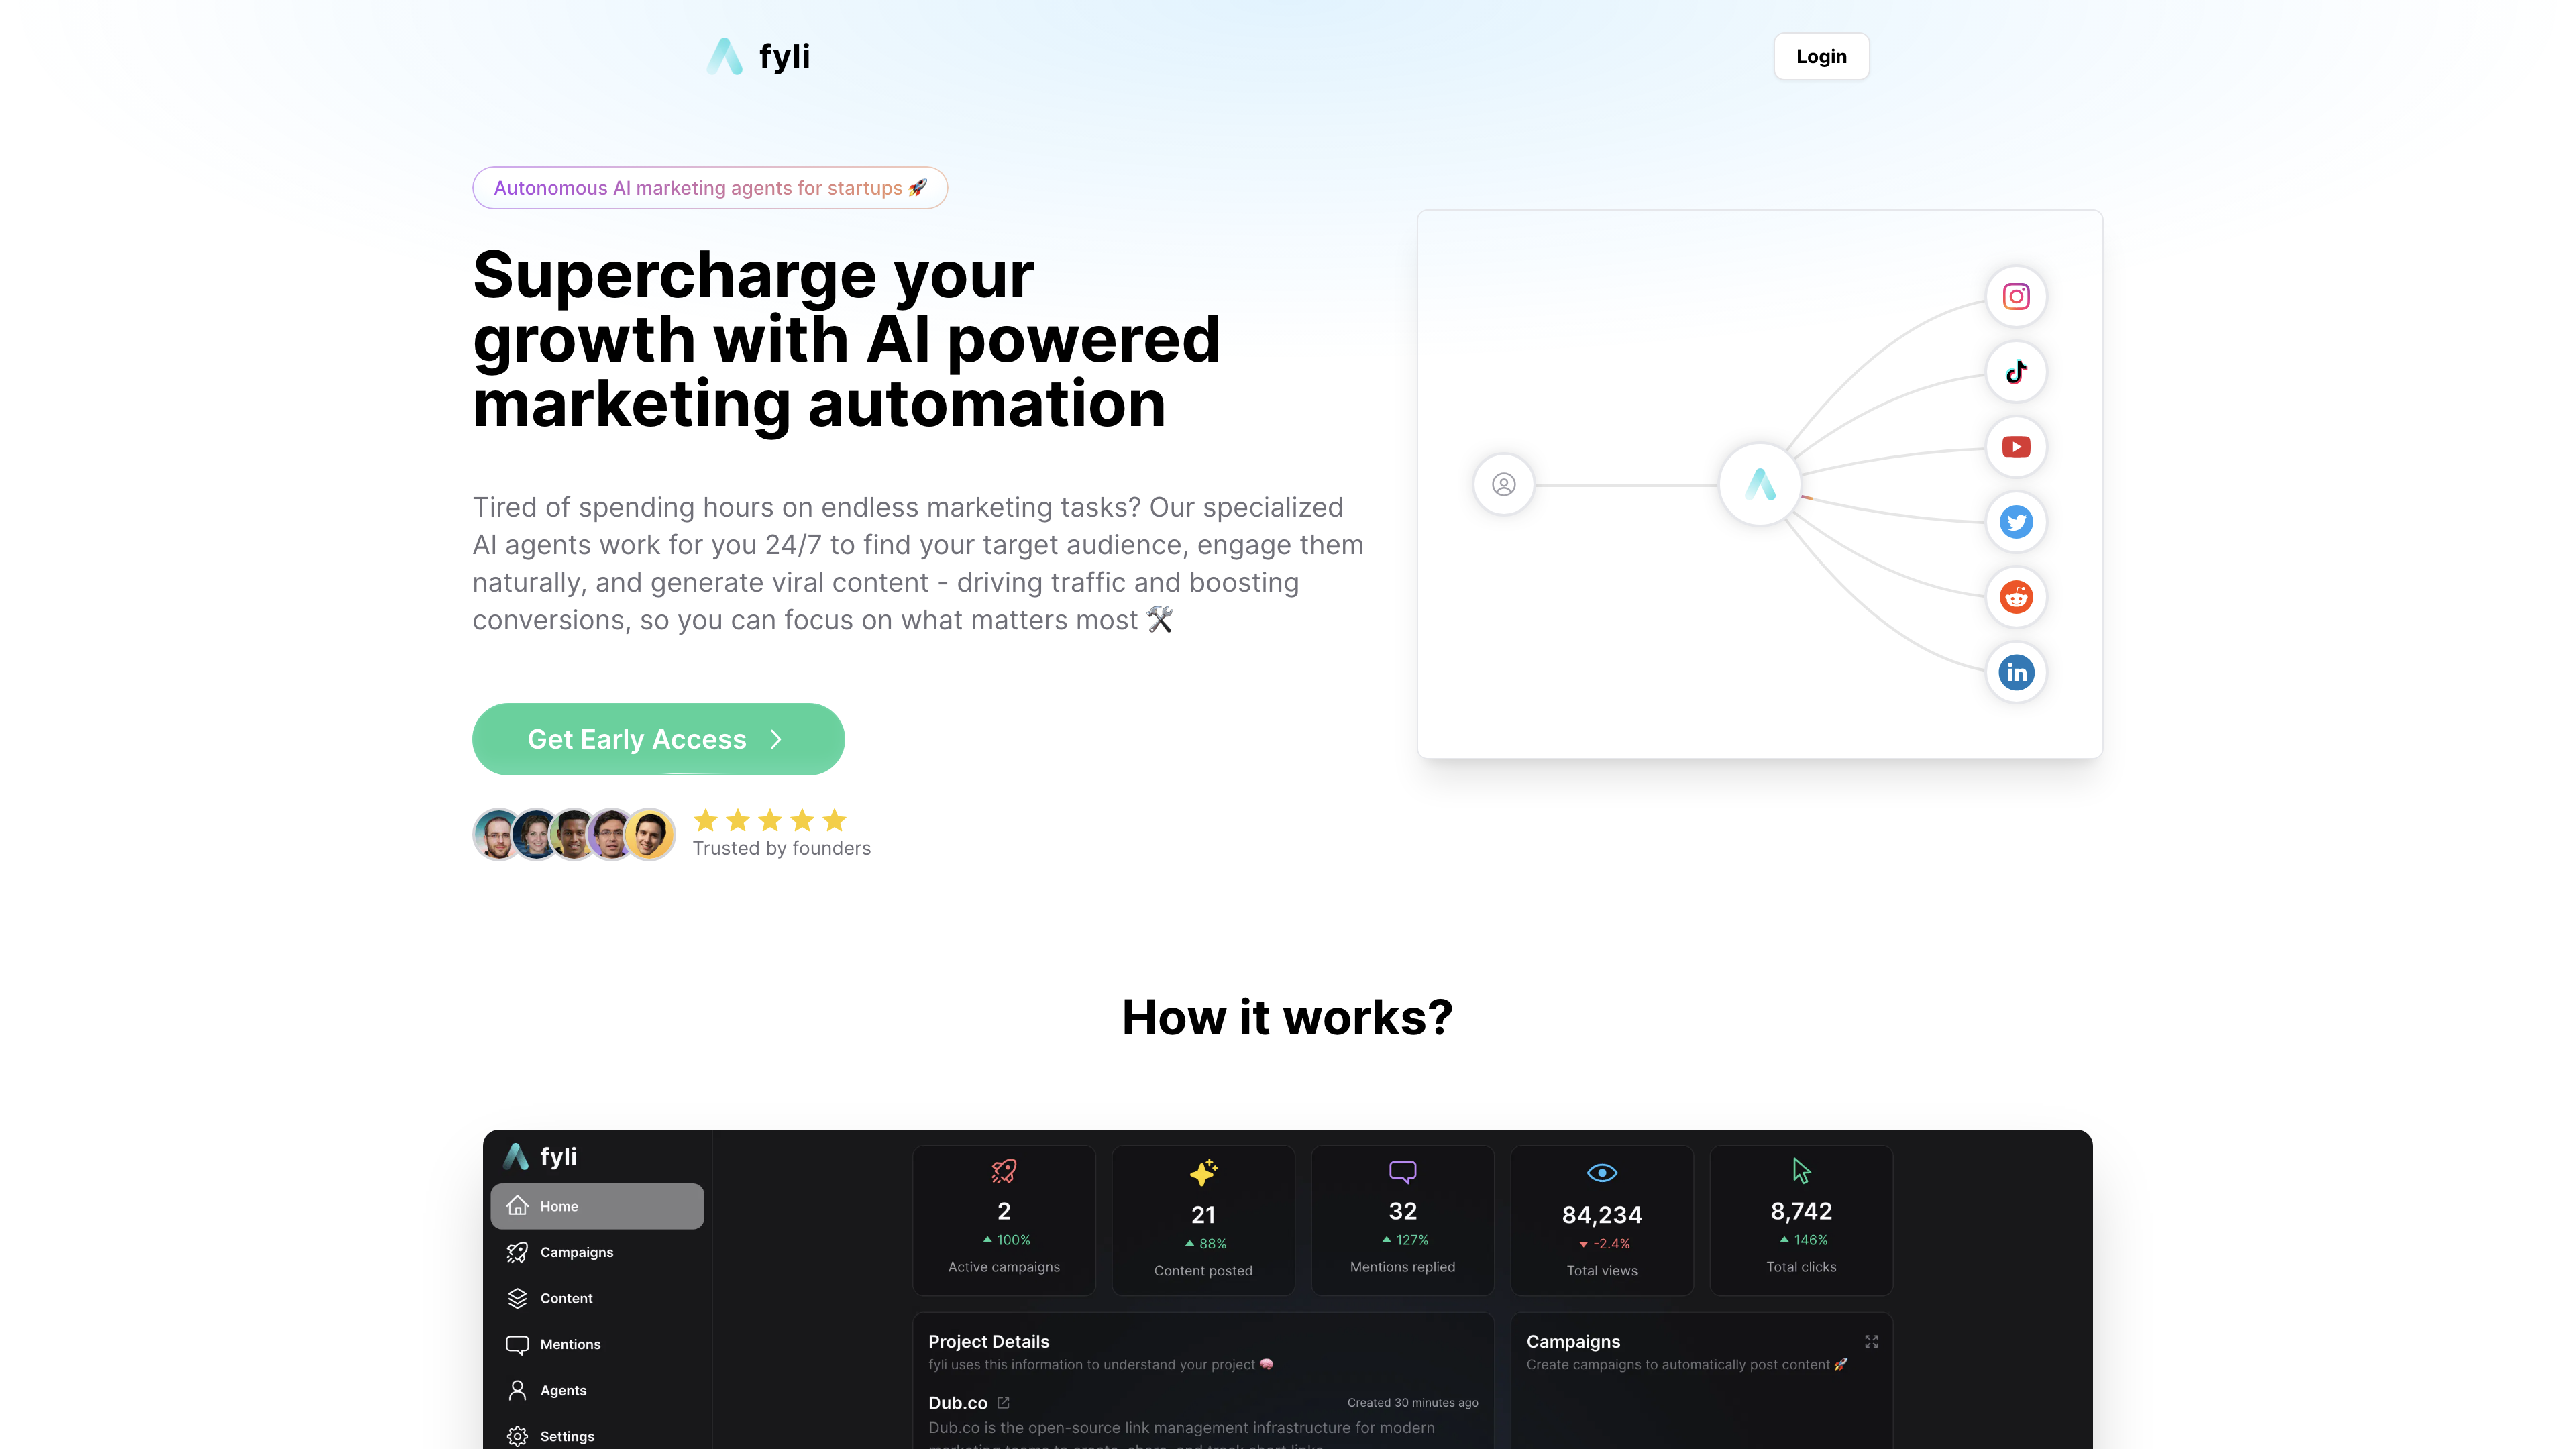 fyli
Login
Autonomous AI marketing agents for startups 🚀
Supercharge your
growth with AI powered
marketing automation
Tired of spending hours on endless marketing tasks? Our specialized
AI agents work for you 24/7 to find your target audience, engage them
naturally, and generate viral content - driving traffic and boosting
conversions, so you can focus on what matters most 🛠️
Get Early Access
Trusted by founders
How it works?
fyli
Home
Campaigns
Content
Mentions
Agents
Settings
2
100%
Active campaigns
21
88%
Content posted
32
127%
Mentions replied
84,234
-2.4%
Total views
8,742
146%
Total clicks
Project Details
fyli uses this information to understand your project 🧠
Dub.co
Created 30 minutes ago
Dub.co is the open-source link management infrastructure for modern
Campaigns
Create campaigns to automatically post content 🚀
in